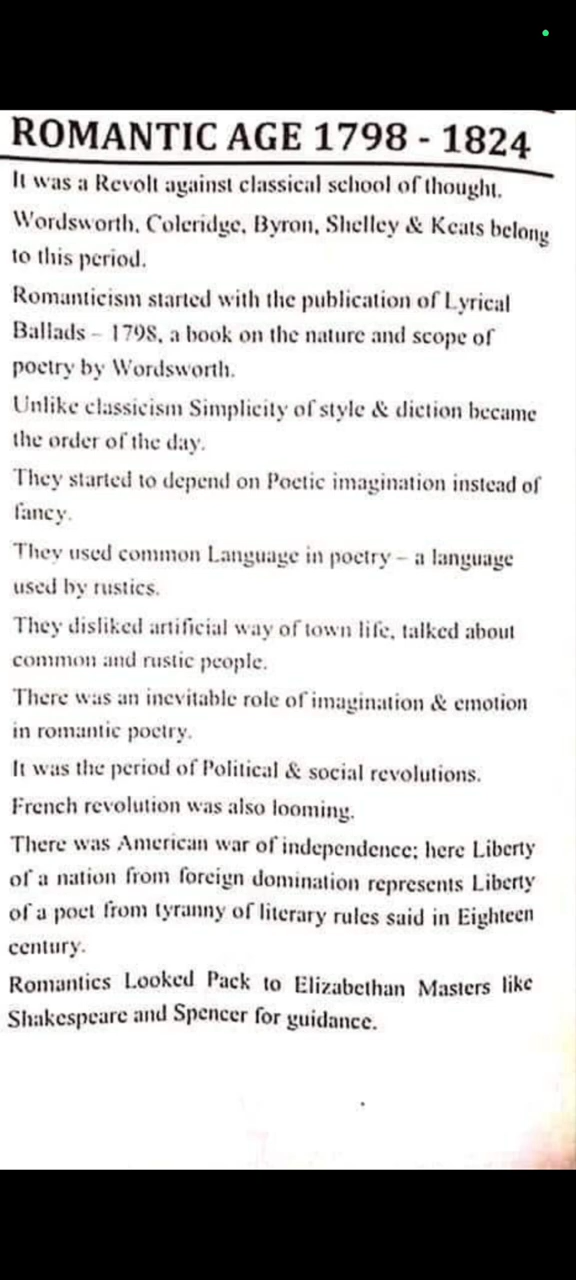 ROMANTIC AGE 1798 - 1824
It was a Revolt against classical school of thought.
Wordsworth, Coleridge, Byron, Shelley & Keats belong
to this period.
Romanticism started with the publication of Lyrical
Ballads – 1798, a book on the nature and scope of
poetry by Wordsworth.
Unlike classicism Simplicity of style & diction became
the order of the day.
They started to depend on Poetic imagination instead of
fancy.
They used common Language in poetry – a language
used by rustics.
They disliked artificial way of town life, talked about
common and rustic people.
There was an inevitable role of imagination & emotion
in romantic poetry.
It was the period of Political & social revolutions.
French revolution was also looming.
There was American war of independence; here Liberty
of a nation from foreign domination represents Liberty
of a poet from tyranny of literary rules said in Eighteen
century.
Romantics Looked Pack to Elizabethan Masters like
Shakespeare and Spencer for guidance.